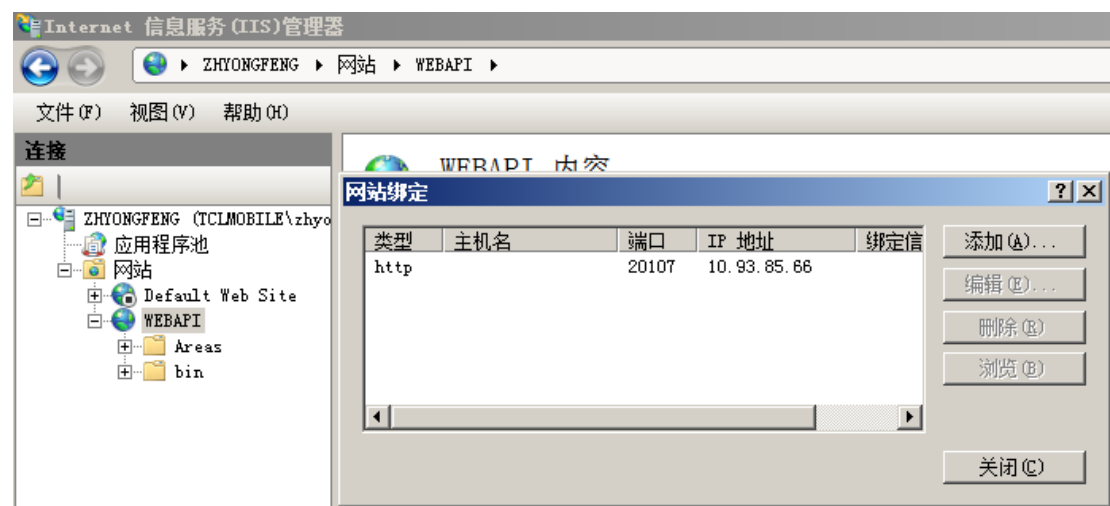 Internet 信息服务(IIS)管理器
ZHYONGFENG 网站 WEBAPI
文件(F) 视图(V) 帮助(H)
连接
WEBAPI 内容
网站绑定
ZHYONGFENG (TCLMOBILE\zhyo
应用程序池
网站
Default Web Site
WEBAPI
Areas
bin
类型 主机名 端口 IP 地址 绑定信
http 20107 10.93.85.66
添加(A)...
编辑(E)...
删除(R)
浏览(B)
关闭(C)